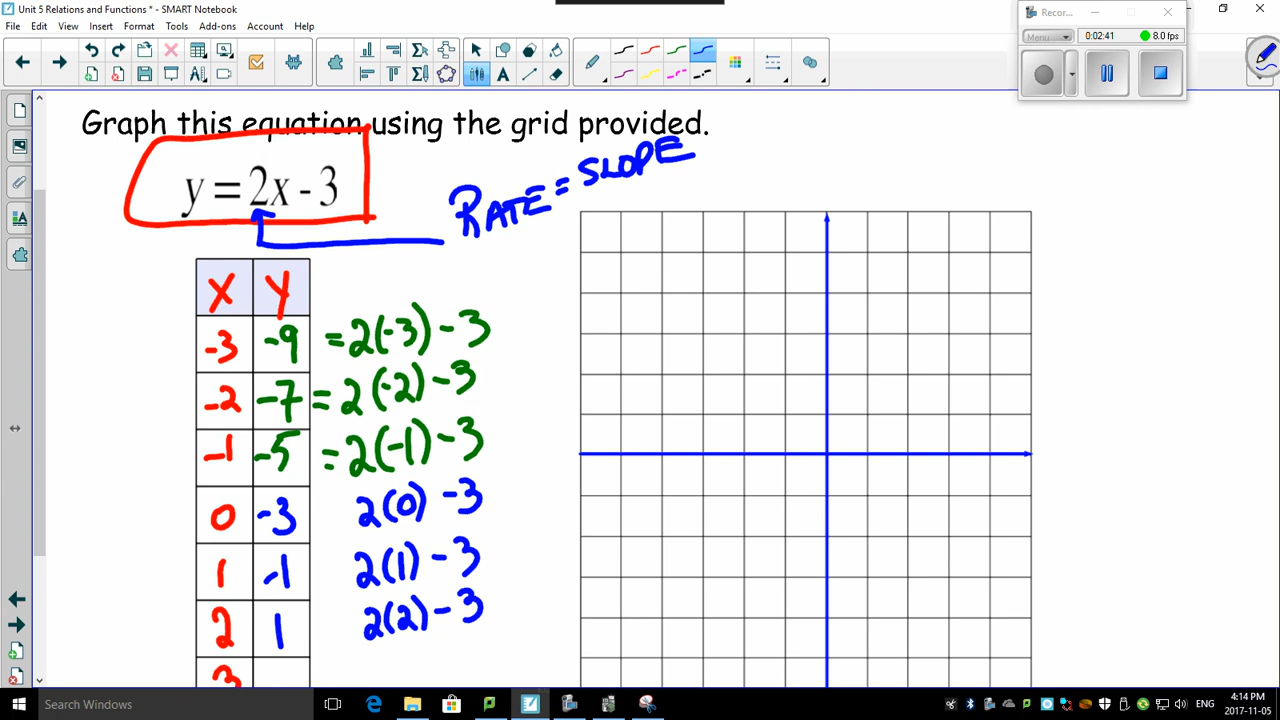 Unit 5 Relations and Functions * - SMART Notebook
File Edit View Insert Format Tools Add-ons Account Help
Recor...
Menu 0:02:41 8.0 fps
Graph this equation using the grid provided.
y = 2x - 3
RATE = SLOPE
X Y
-3 -9 = 2(-3) - 3
-2 -7 = 2(-2) - 3
-1 -5 = 2(-1) - 3
0 -3 2(0) - 3
1 -1 2(1) - 3
2 1 2(2) - 3
3
Search Windows
ENG
4:14 PM
2017-11-05